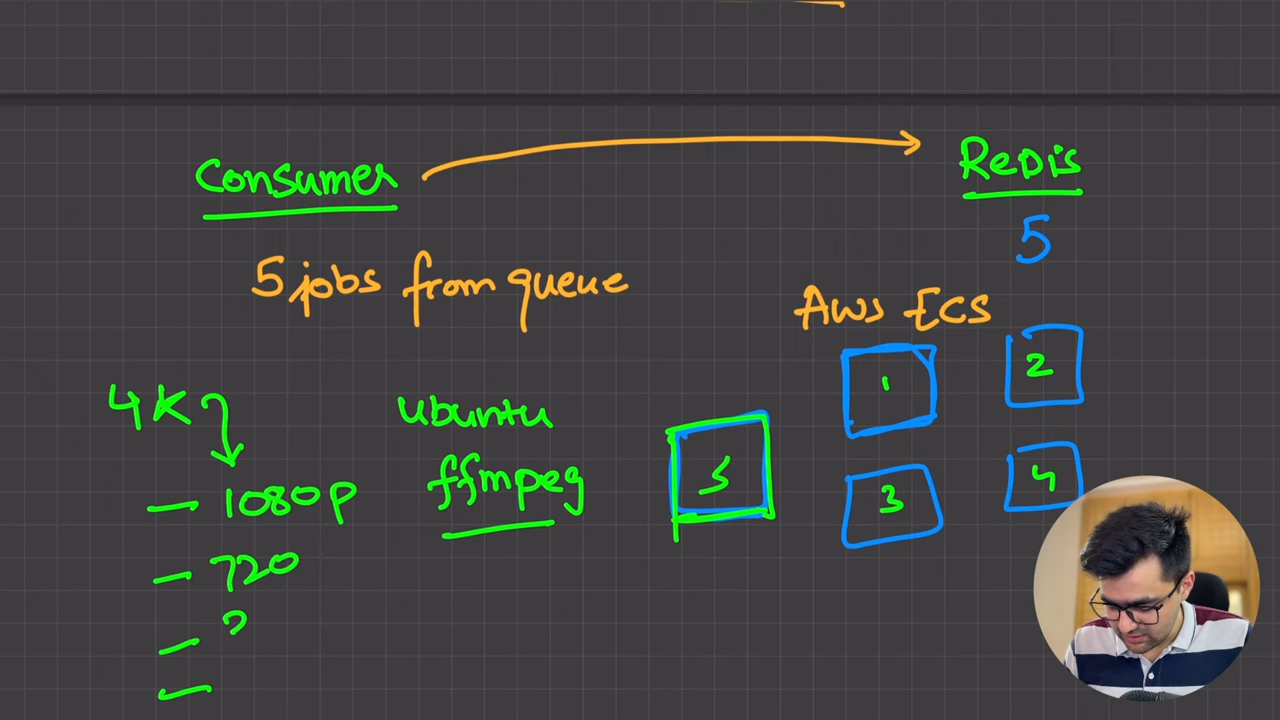 Consumer
Redis
5
5 jobs from queue
AWS ECS
1
2
4K
ubuntu
ffmpeg
5
3
4
- 1080p
- 720
-
-